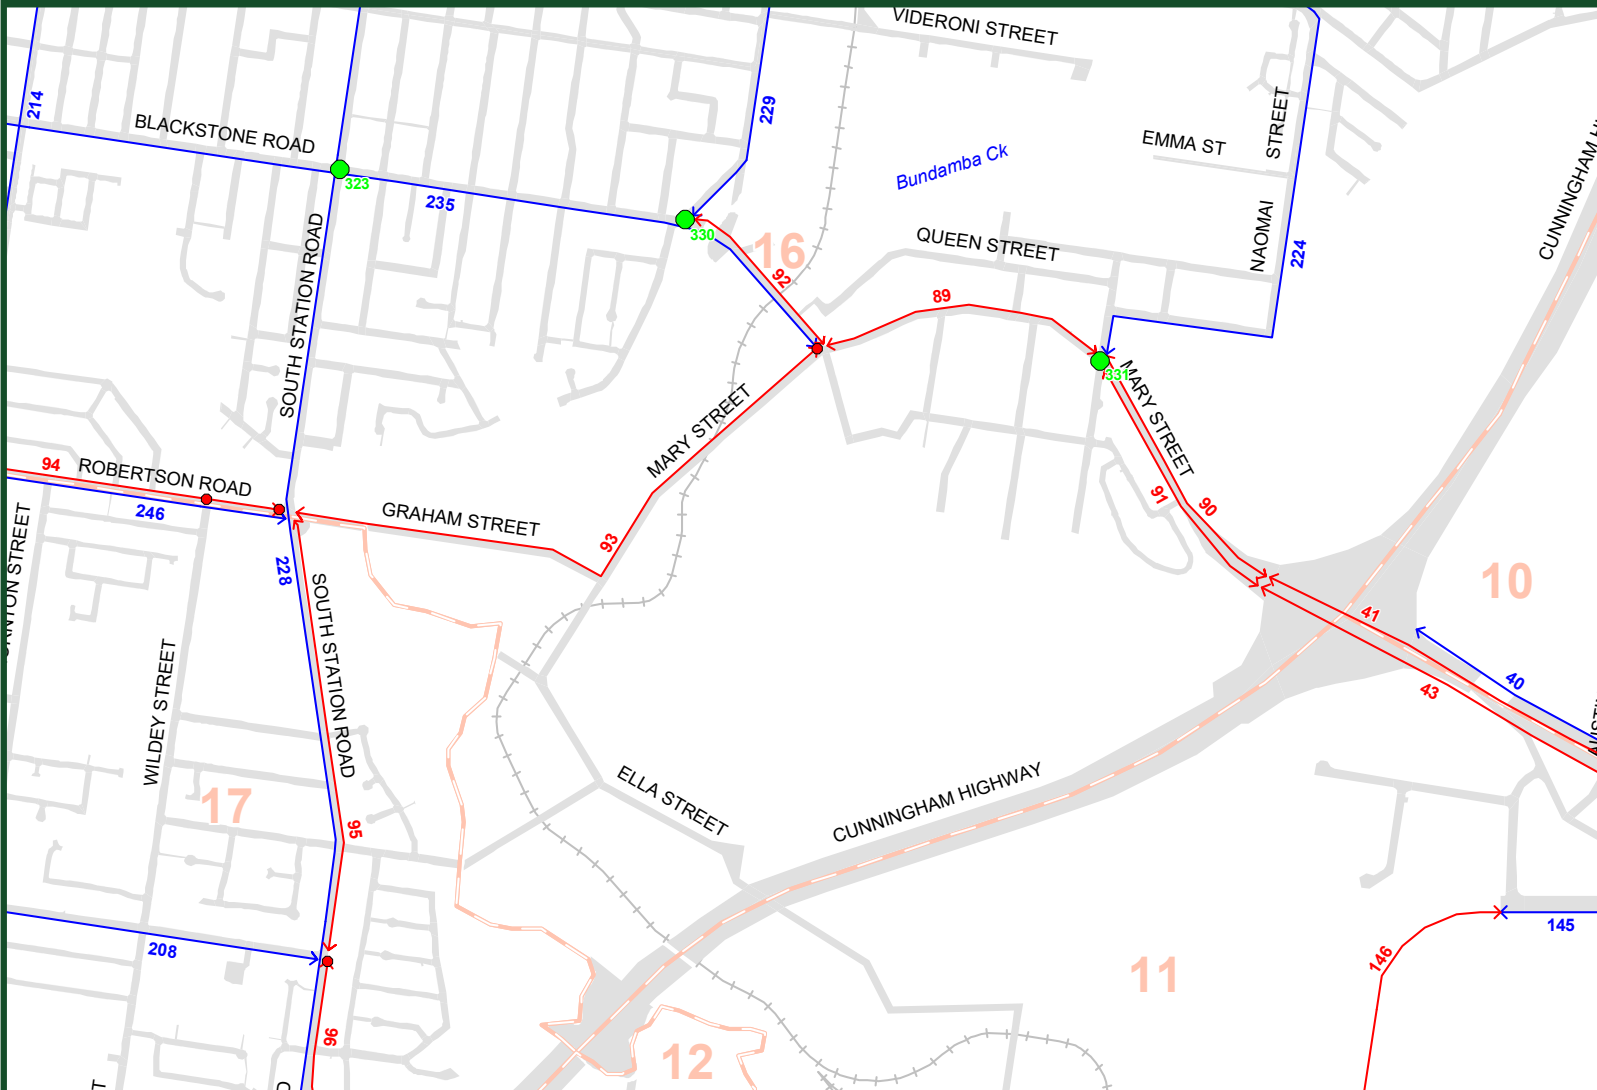 VIDERONI STREET
214
229
BLACKSTONE ROAD
STREET
EMMA ST
Bundamba Ck
CUNNINGHAM H
323
235
330
16
NAOMAI
224
QUEEN STREET
92
89
SOUTH STATION ROAD
331
MARY STREET
MARY STREET
94
ROBERTSON ROAD
246
GRAHAM STREET
91
90
93
228
10
SOUTH STATION ROAD
ANTON STREET
41
40
43
WILDEY STREET
17
95
ELLA STREET
CUNNINGHAM HIGHWAY
208
145
146
11
96
12